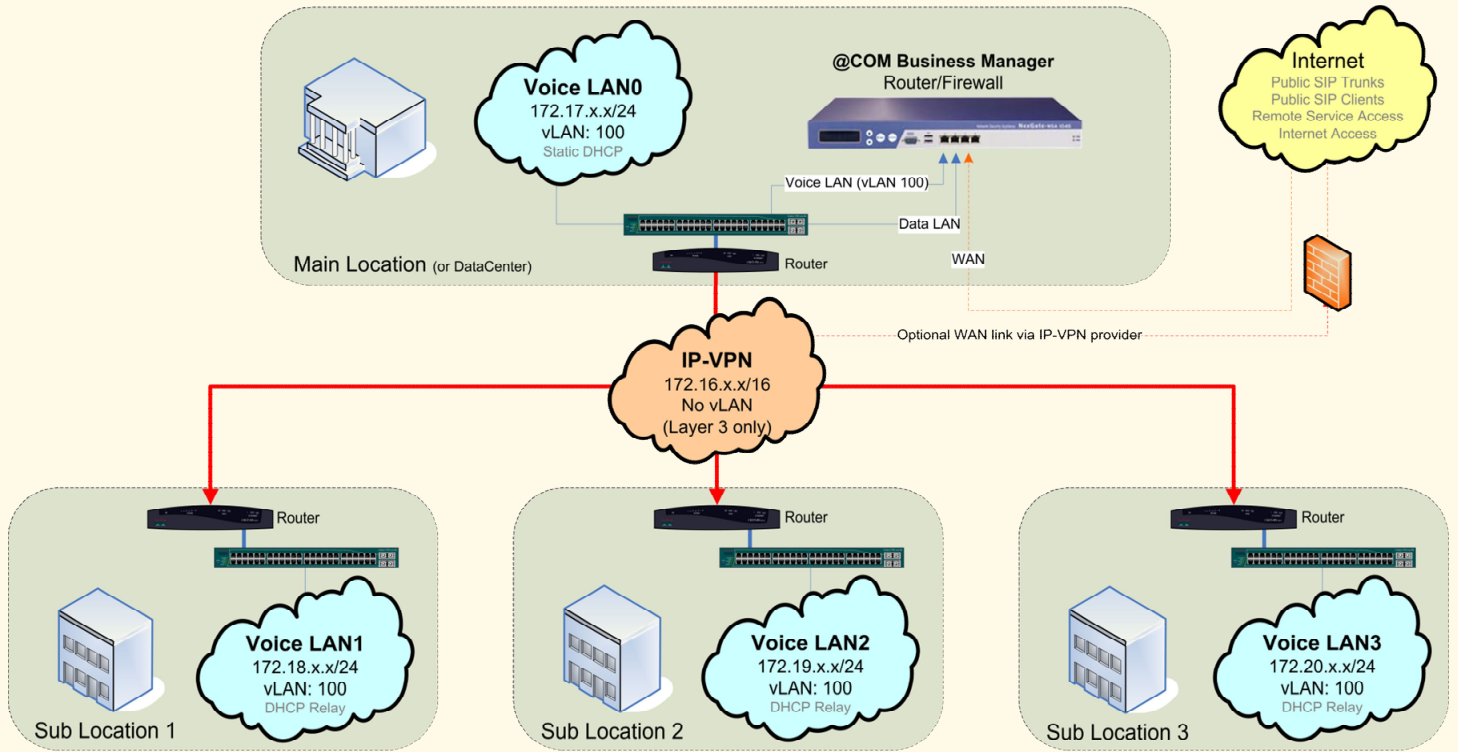 Voice LAN0
172.17.x.x/24
vLAN: 100
Static DHCP
@COM Business Manager
Router/Firewall
Internet
Public SIP Trunks
Public SIP Clients
Remote Service Access
Internet Access
Voice LAN (vLAN 100)
Data LAN
WAN
Main Location (or DataCenter)
Router
Optional WAN link via IP-VPN provider
IP-VPN
172.16.x.x/16
No vLAN
(Layer 3 only)
Router
Voice LAN1
172.18.x.x/24
vLAN: 100
DHCP Relay
Sub Location 1
Router
Voice LAN2
172.19.x.x/24
vLAN: 100
DHCP Relay
Sub Location 2
Router
Voice LAN3
172.20.x.x/24
vLAN: 100
DHCP Relay
Sub Location 3